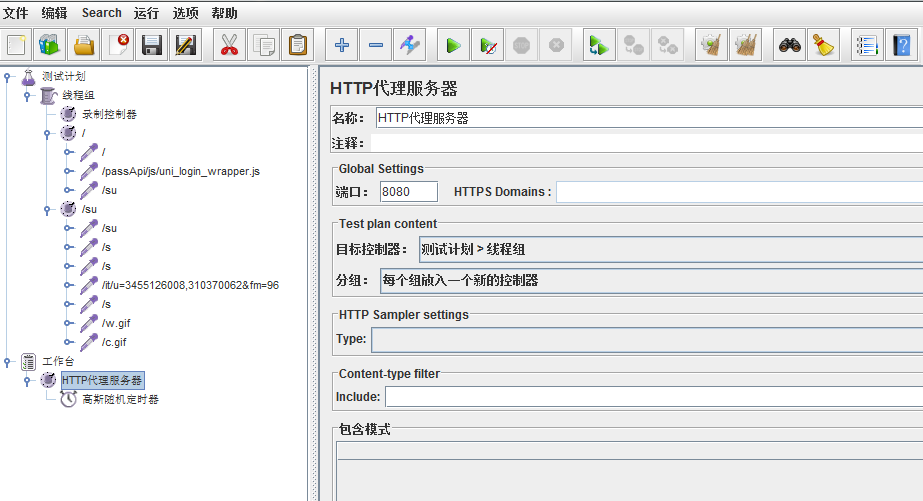 文件 编辑 Search 运行 选项 帮助
测试计划
线程组
录制控制器
/
/
/passApi/js/uni_login_wrapper.js
/su
/su
/su
/s
/s
/it/u=3455126008,310370062&fm=96
/s
/w.gif
/c.gif
工作台
HTTP代理服务器
高斯随机定时器
HTTP代理服务器
名称： HTTP代理服务器
注释：
Global Settings
端口： 8080 HTTPS Domains :
Test plan content
目标控制器： 测试计划 > 线程组
分组： 每个组放入一个新的控制器
HTTP Sampler settings
Type:
Content-type filter
Include:
包含模式